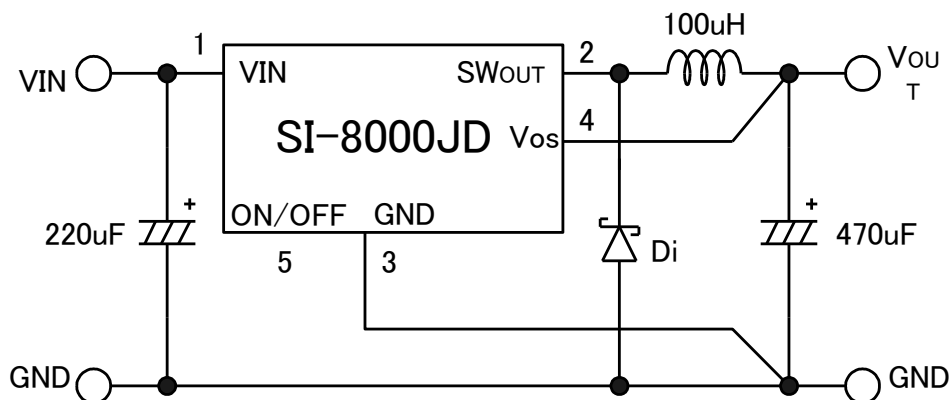 100uH
1
2
VIN
VIN
SWOUT
VOU
T
SI-8000JD
Vos
4
ON/OFF
GND
220uF
+
5
3
Di
+
470uF
GND
GND